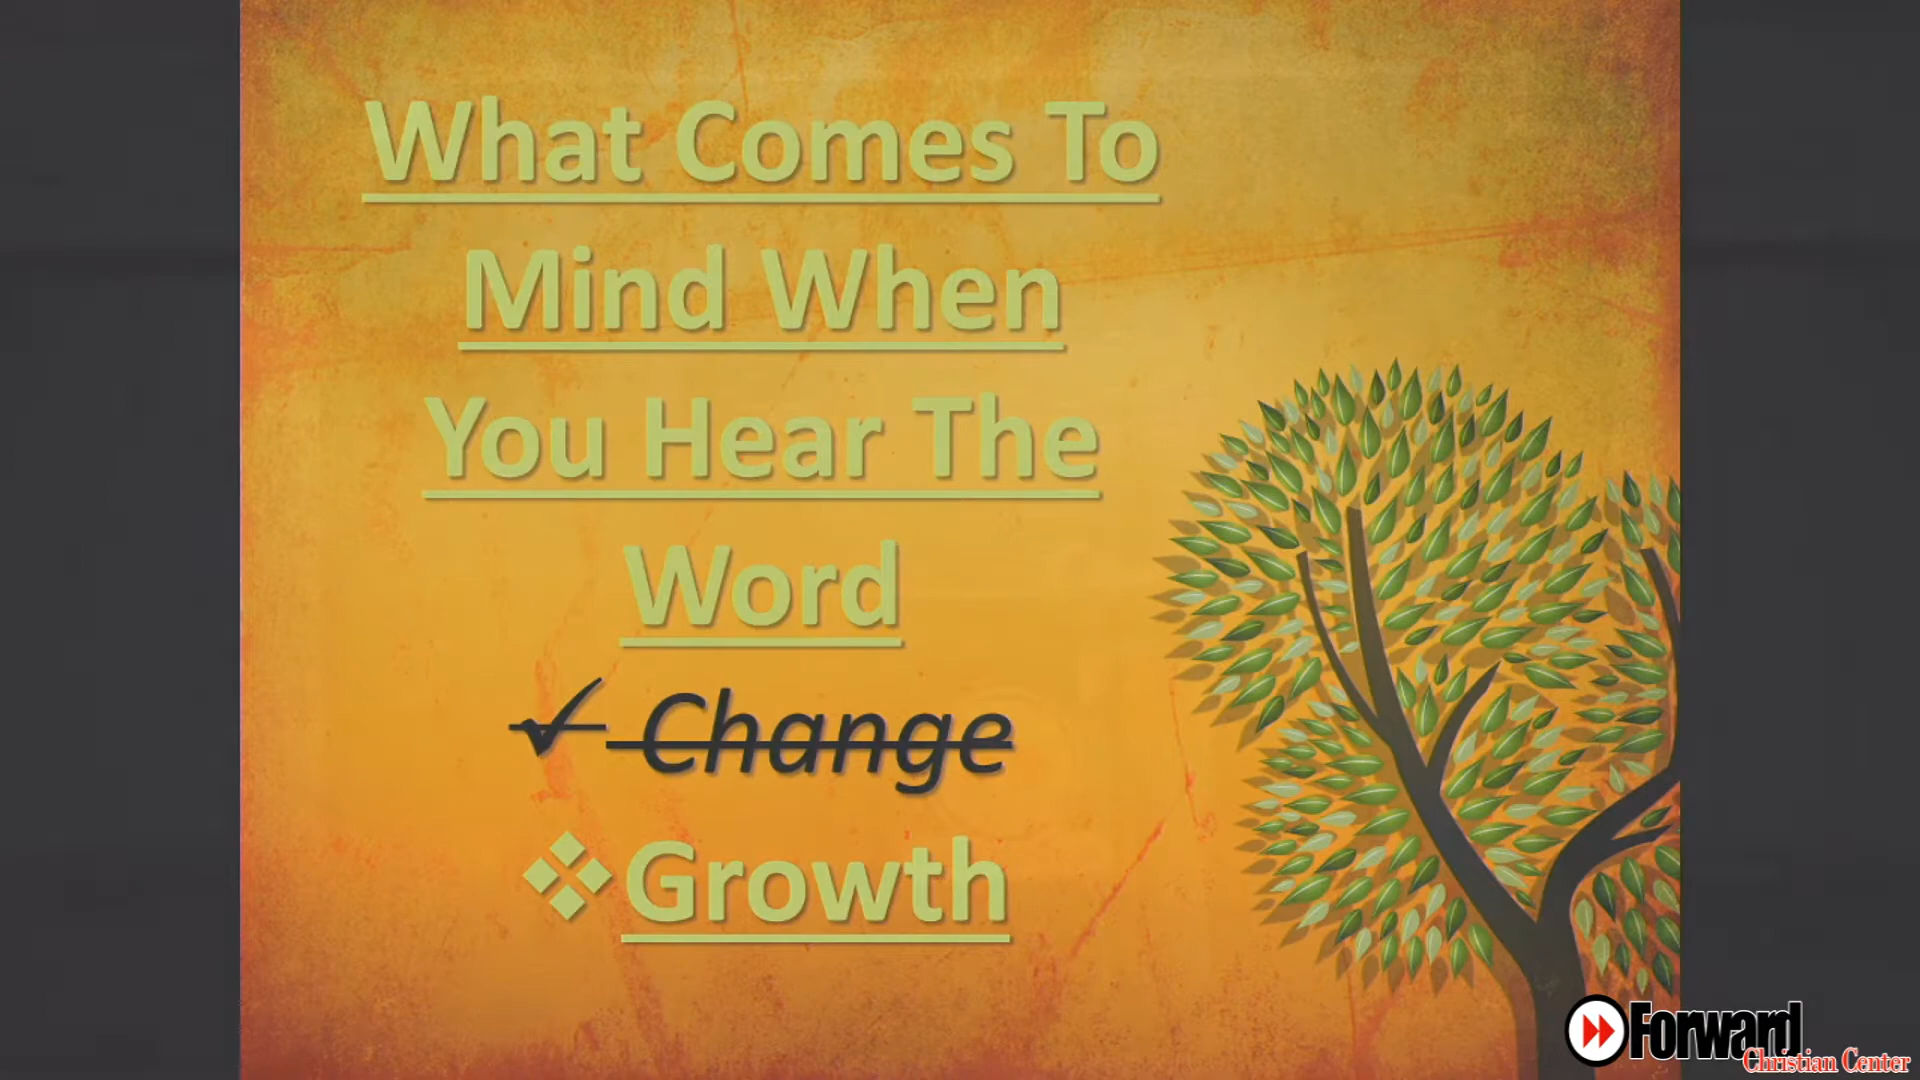 What Comes To
Mind When
You Hear The
Word
✓ Change
❖Growth
Forward
Christian Center